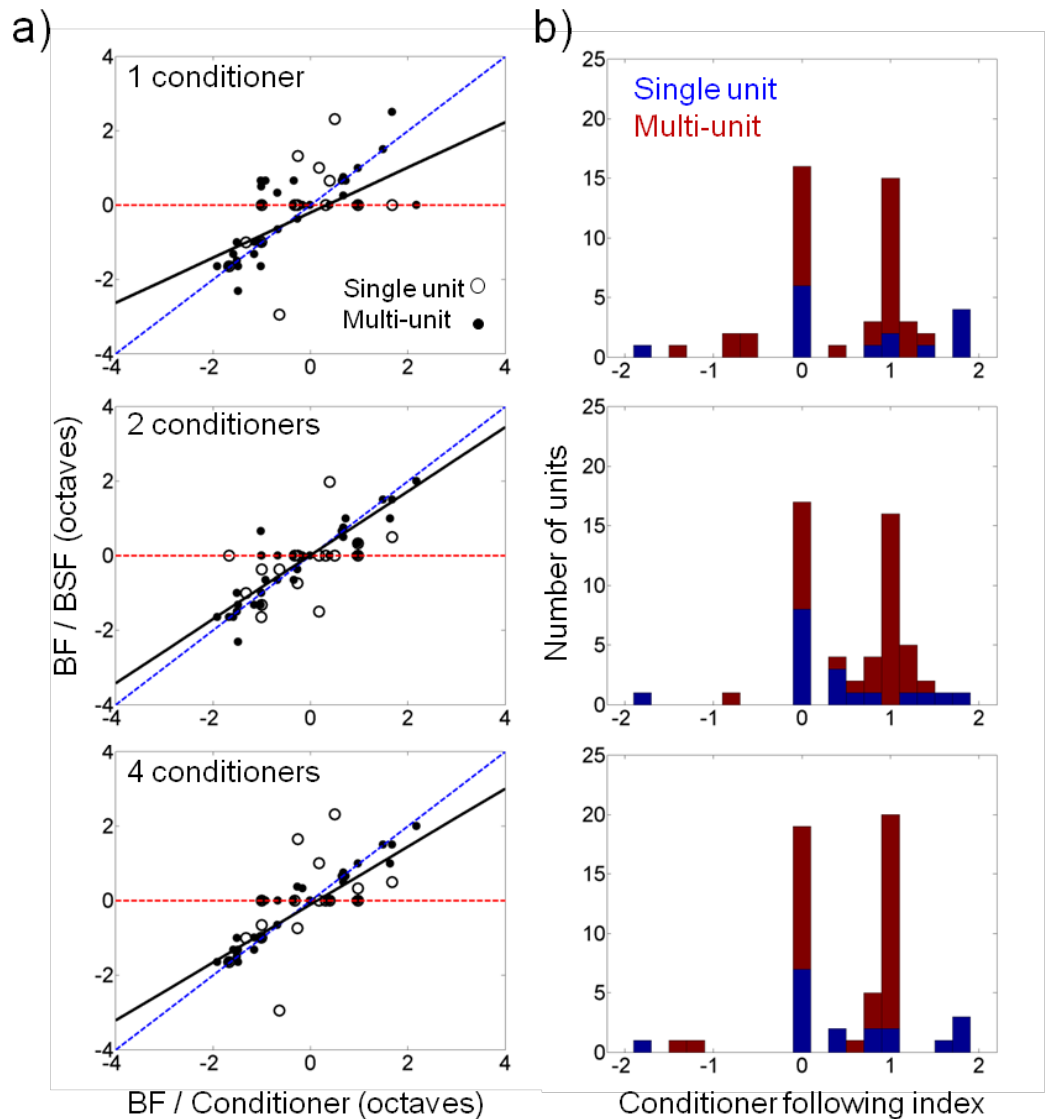 a)
b)
1 conditioner
4
2
0
-2
-4
-4 -2 0 2 4
Single unit
Multi-unit
2 conditioners
4
2
0
-2
-4
-4 -2 0 2 4
4 conditioners
4
2
0
-2
-4
-4 -2 0 2 4
BF / BSF (octaves)
BF / Conditioner (octaves)
Single unit
Multi-unit
25
20
15
10
5
0
-2 -1 0 1 2
25
20
15
10
5
0
-2 -1 0 1 2
25
20
15
10
5
0
-2 -1 0 1 2
Number of units
Conditioner following index